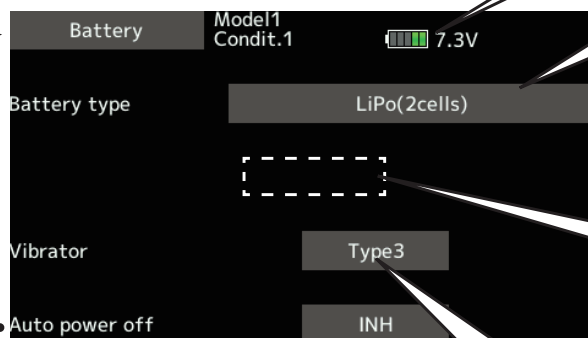 Battery
Model1
Condit.1
7.3V
Battery type
LiPo(2cells)
Vibrator
Type3
Auto power off
INH